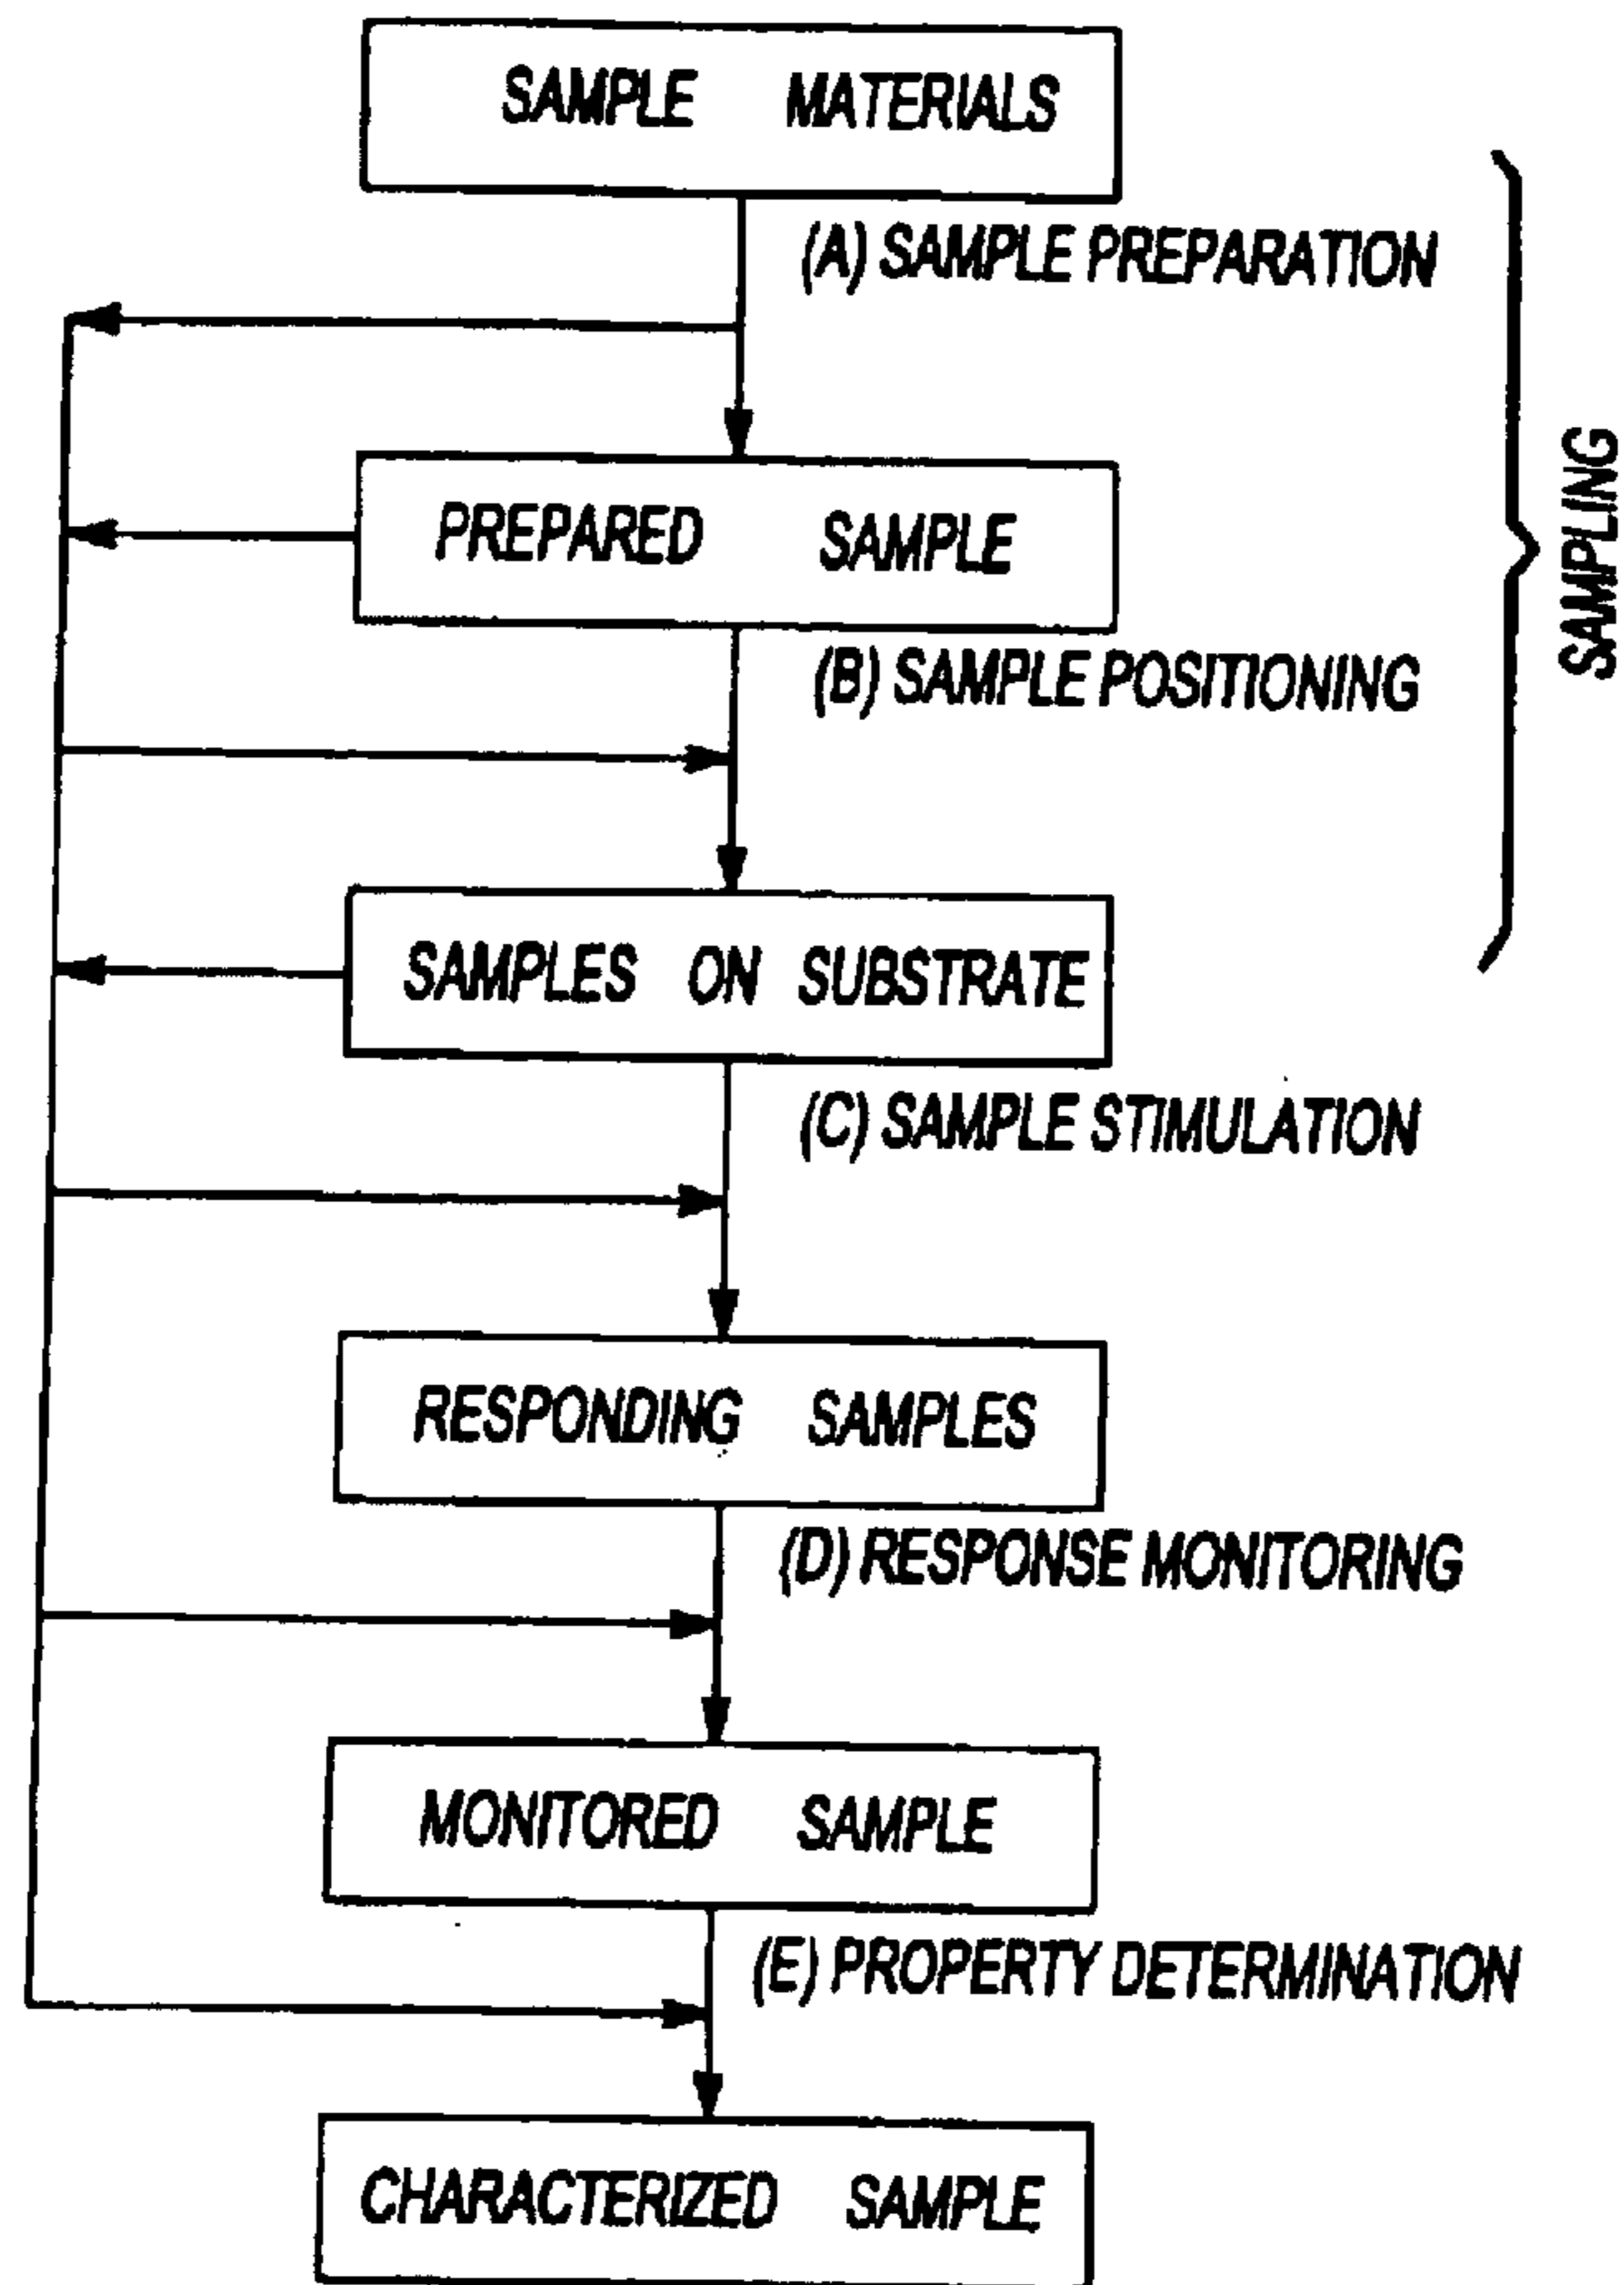 SAMPLE MATERIALS
(A) SAMPLE PREPARATION
PREPARED SAMPLE
(B) SAMPLE POSITIONING
SAMPLING
SAMPLES ON SUBSTRATE
(C) SAMPLE STIMULATION
RESPONDING SAMPLES
(D) RESPONSE MONITORING
MONITORED SAMPLE
(E) PROPERTY DETERMINATION
CHARACTERIZED SAMPLE